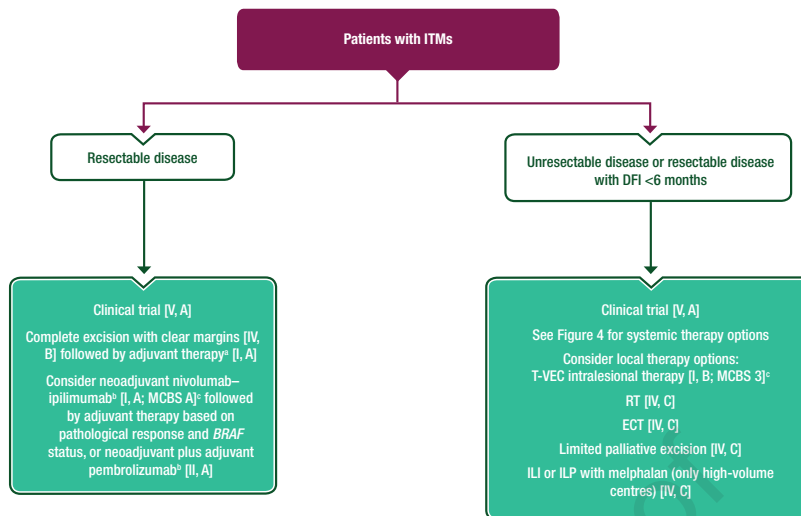 Patients with ITMs
Resectable disease
Unresectable disease or resectable disease
with DFI <6 months
Clinical trial [V, A]
Complete excision with clear margins [IV,
B] followed by adjuvant therapyᵃ [I, A]
Consider neoadjuvant nivolumab–
ipilimumabᵇ [I, A; MCBS A]ᶜ followed
by adjuvant therapy based on
pathological response and BRAF
status, or neoadjuvant plus adjuvant
pembrolizumabᵇ [II, A]
Clinical trial [V, A]
See Figure 4 for systemic therapy options
Consider local therapy options:
T-VEC intralesional therapy [I, B; MCBS 3]ᶜ
RT [IV, C]
ECT [IV, C]
Limited palliative excision [IV, C]
ILI or ILP with melphalan (only high-volume
centres) [IV, C]